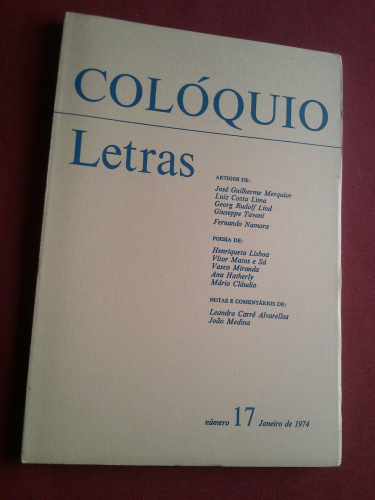 COLÓQUIO
Letras
ARTIGOS DE:
José Guilherme Merquior
Luiz Costa Lima
Georg Rudolf Lind
Giuseppe Tavani
Fernando Namora
POESIA DE:
Henriqueta Lisboa
Vítor Matos e Sá
Vasco Miranda
Ana Hatherly
Mário Cláudio
NOTAS E COMENTÁRIOS DE:
Leandro Carré Alvarellos
João Medina
número 17 Janeiro de 1974